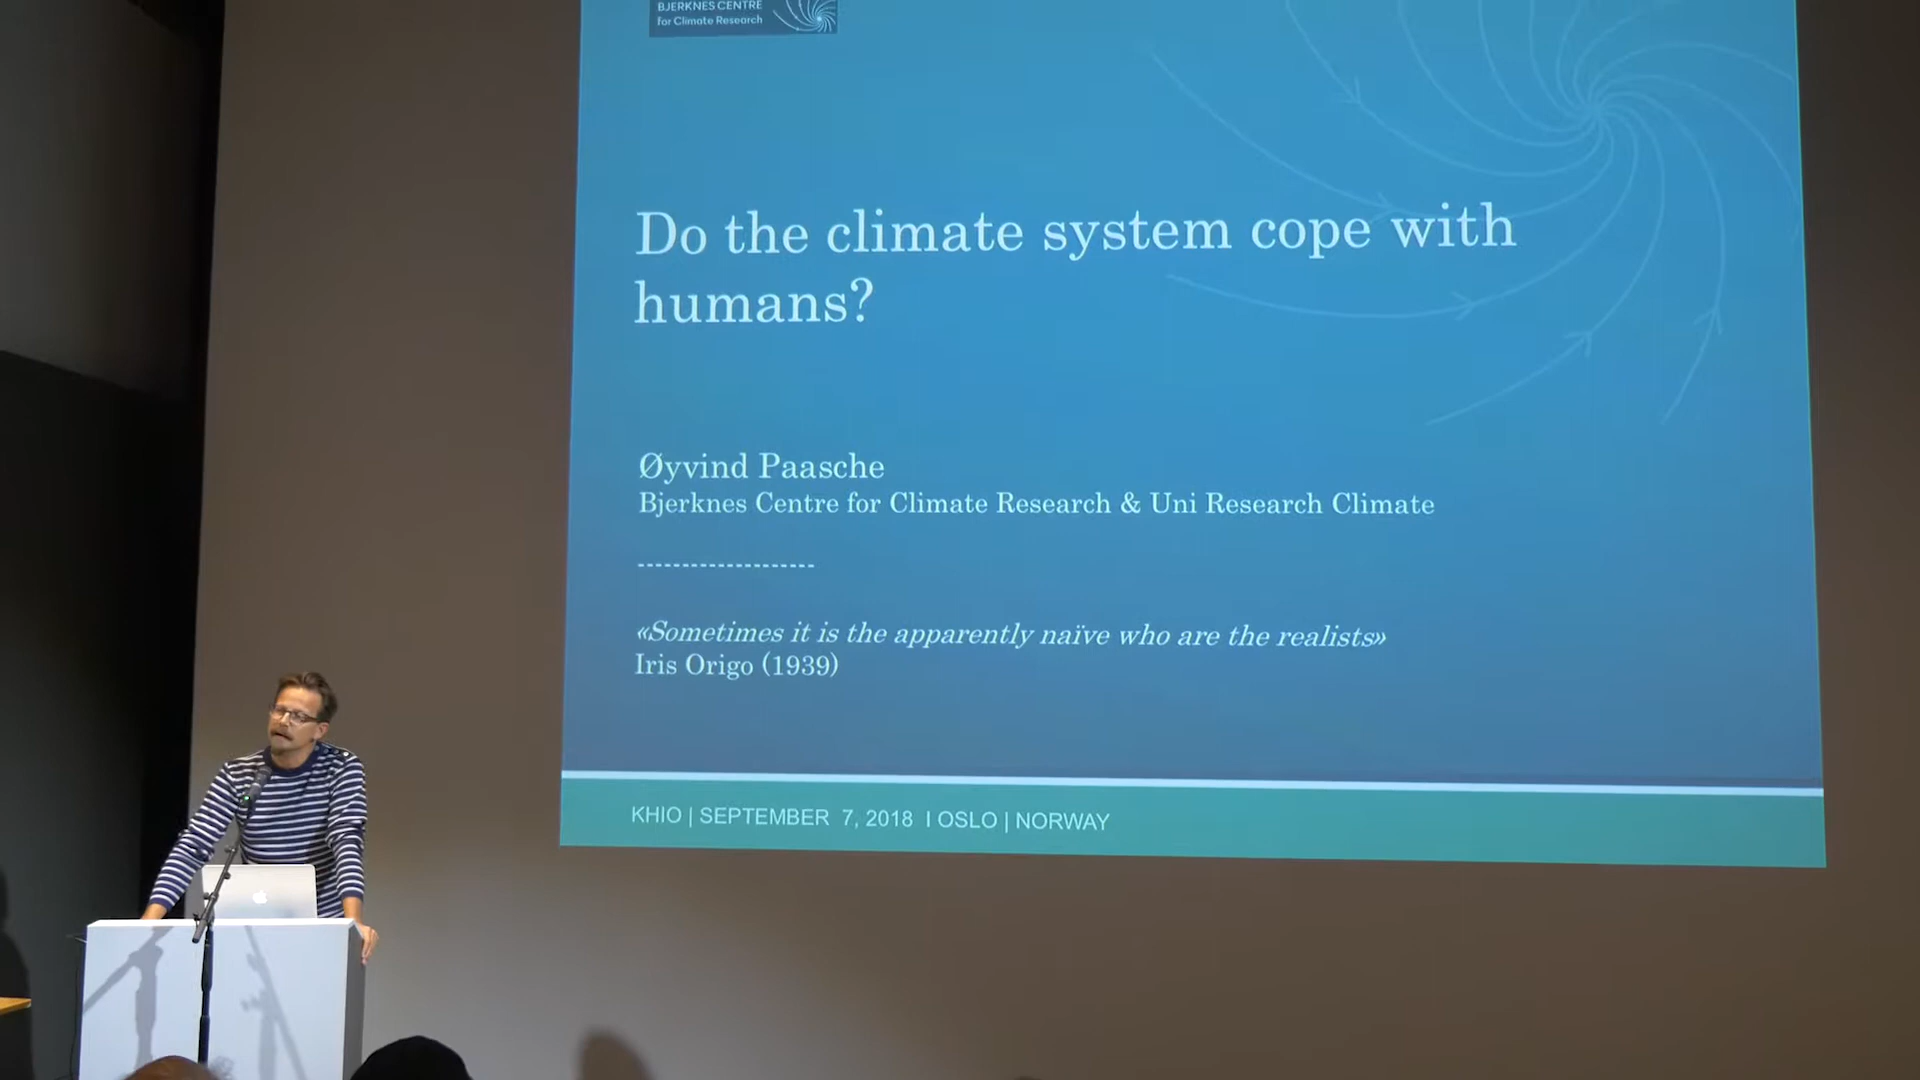 BJERKNES CENTRE
for Climate Research
Do the climate system cope with
humans?
Øyvind Paasche
Bjerknes Centre for Climate Research & Uni Research Climate
--------------------
«Sometimes it is the apparently naïve who are the realists»
Iris Origo (1939)
KHIO | SEPTEMBER 7, 2018 I OSLO | NORWAY